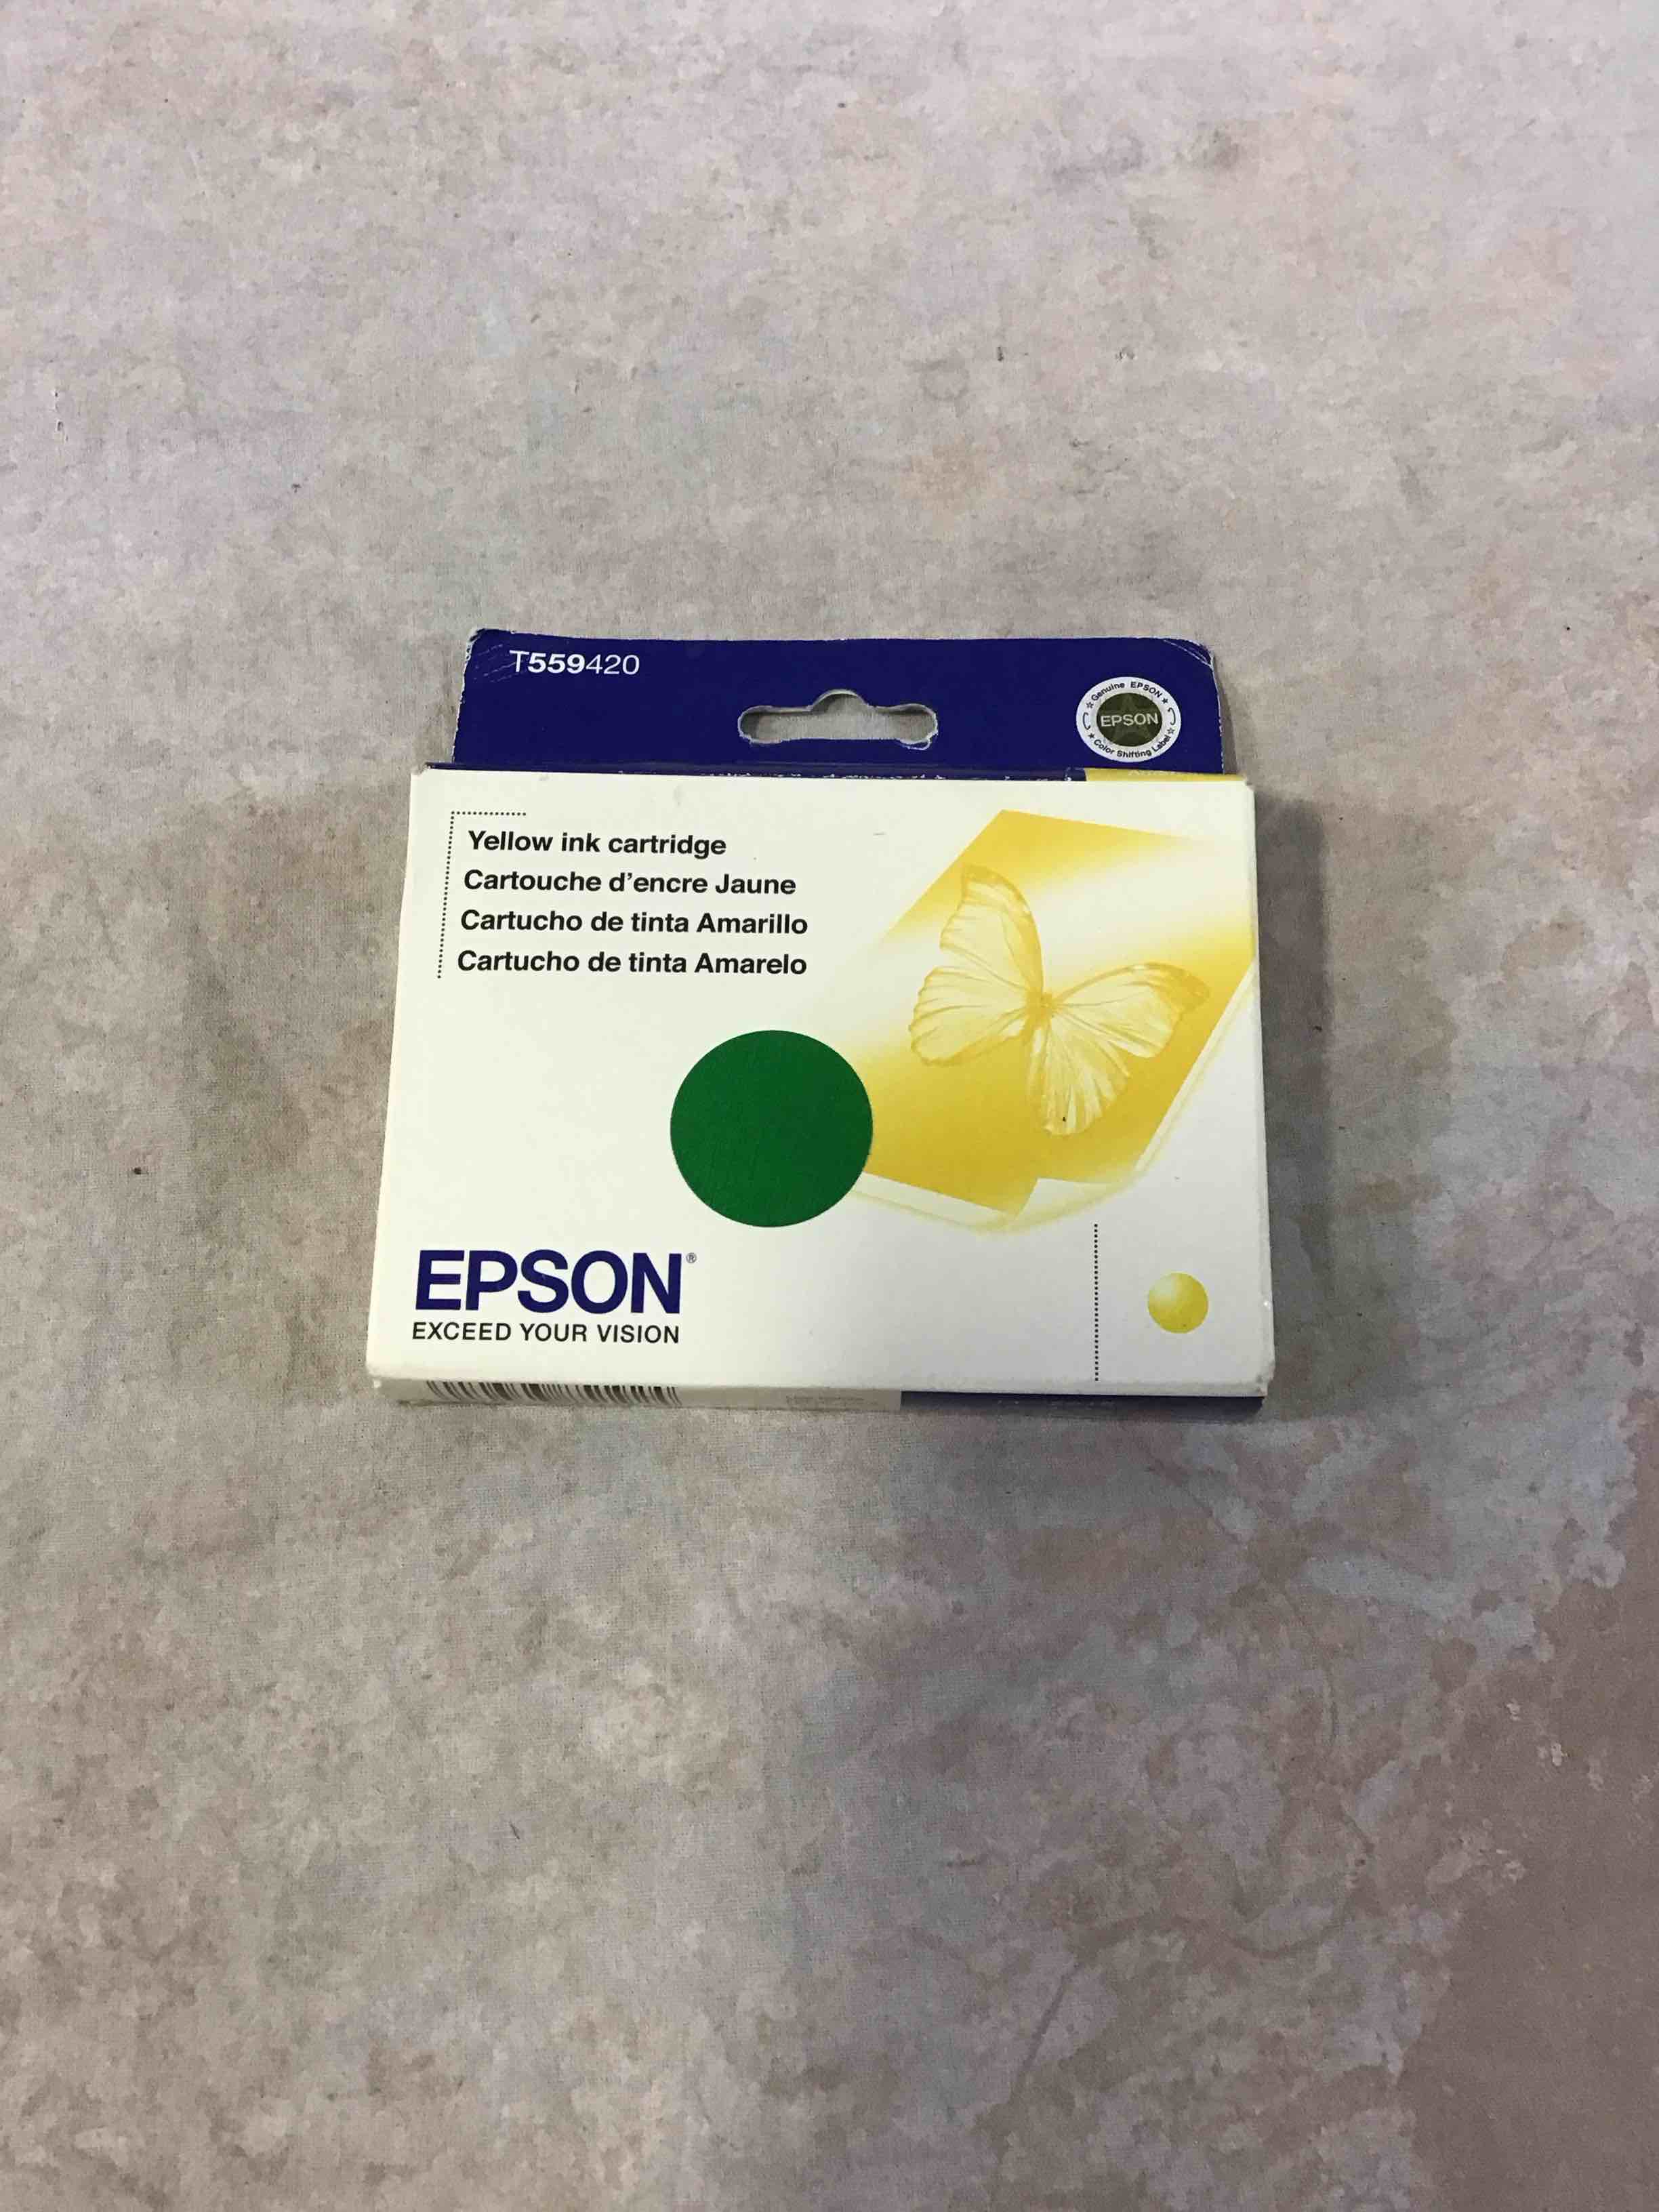 T559420
Genuine EPSON
EPSON
Color Shifting Label
Yellow ink cartridge
Cartouche d'encre Jaune
Cartucho de tinta Amarillo
Cartucho de tinta Amarelo
EPSON®
EXCEED YOUR VISION